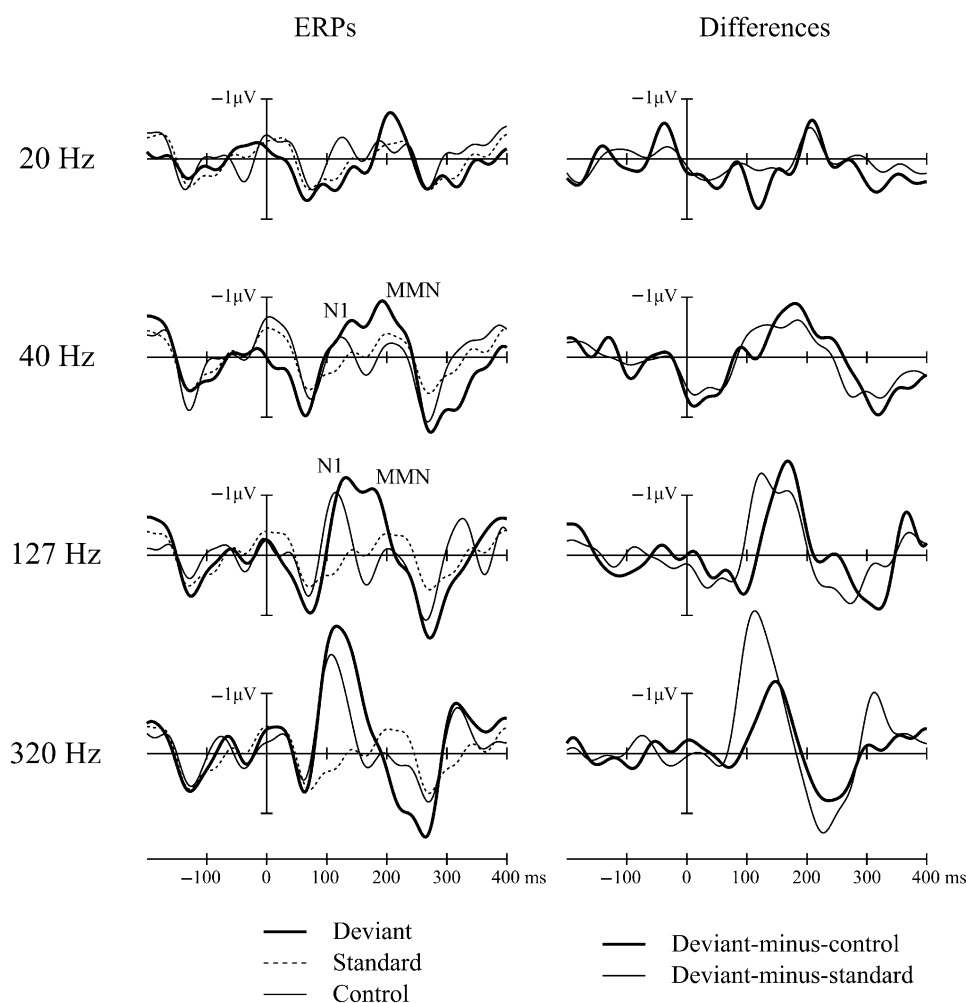 ERPs Differences
−1μV −1μV
20 Hz
−1μV −1μV
N1 MMN
40 Hz
N1 MMN
−1μV −1μV
127 Hz
−1μV −1μV
320 Hz
−100 0 100 200 300 400 ms −100 0 100 200 300 400 ms
Deviant
Standard
Control
Deviant-minus-control
Deviant-minus-standard